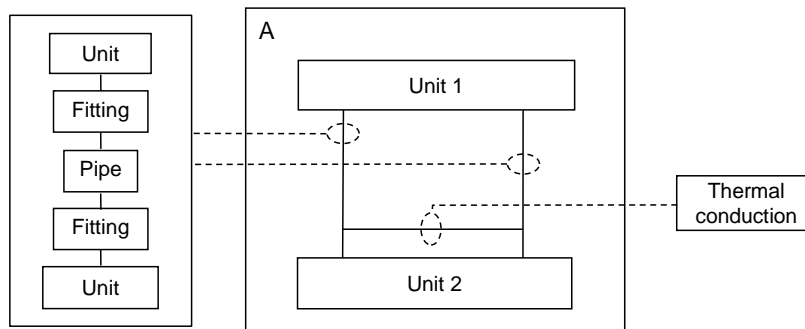 Unit
Fitting
Pipe
Fitting
Unit
A
Unit 1
Unit 2
Thermal
conduction